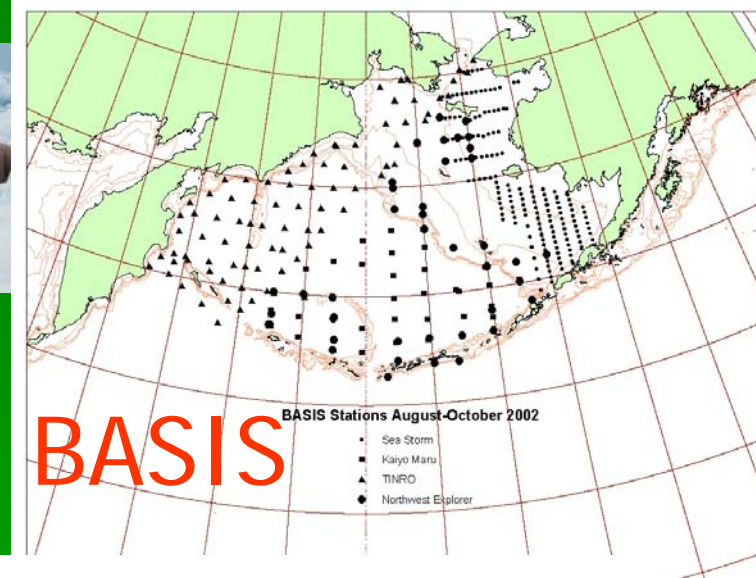 BASIS Stations August-October 2002
Sea Storm
Kaiyo Maru
TINRO
Northwest Explorer
BASIS